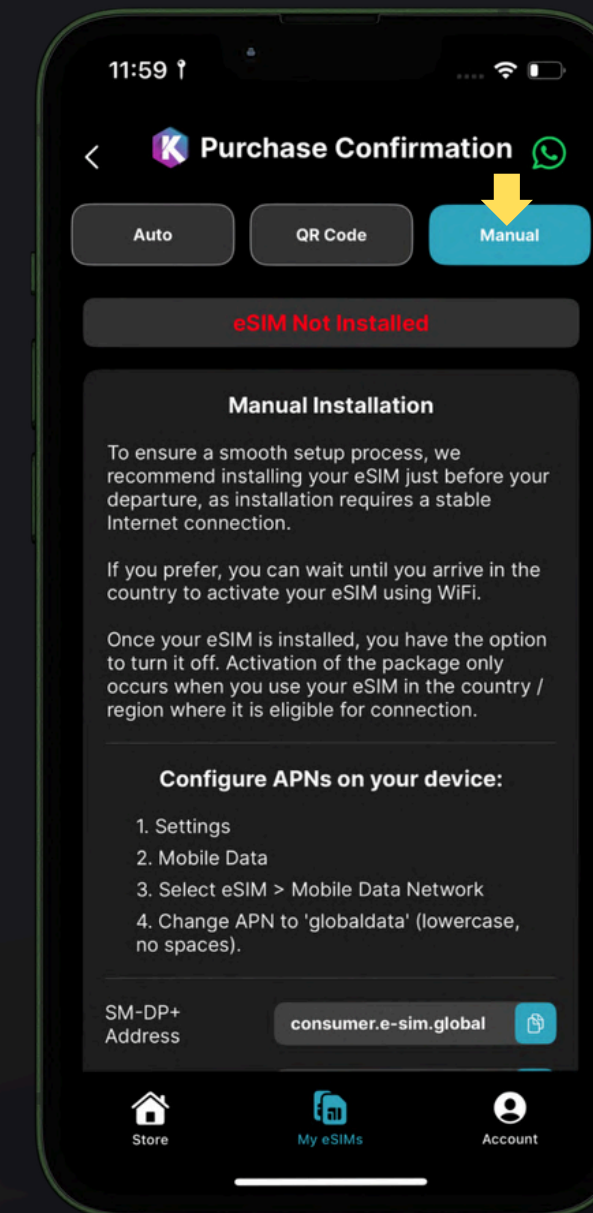 11:59
Purchase Confirmation
Auto
QR Code
Manual
eSIM Not Installed
Manual Installation
To ensure a smooth setup process, we
recommend installing your eSIM just before your
departure, as installation requires a stable
Internet connection.
If you prefer, you can wait until you arrive in the
country to activate your eSIM using WiFi.
Once your eSIM is installed, you have the option
to turn it off. Activation of the package only
occurs when you use your eSIM in the country /
region where it is eligible for connection.
Configure APNs on your device:
1. Settings
2. Mobile Data
3. Select eSIM > Mobile Data Network
4. Change APN to 'globaldata' (lowercase,
no spaces).
SM-DP+
Address
consumer.e-sim.global
Store
My eSIMs
Account